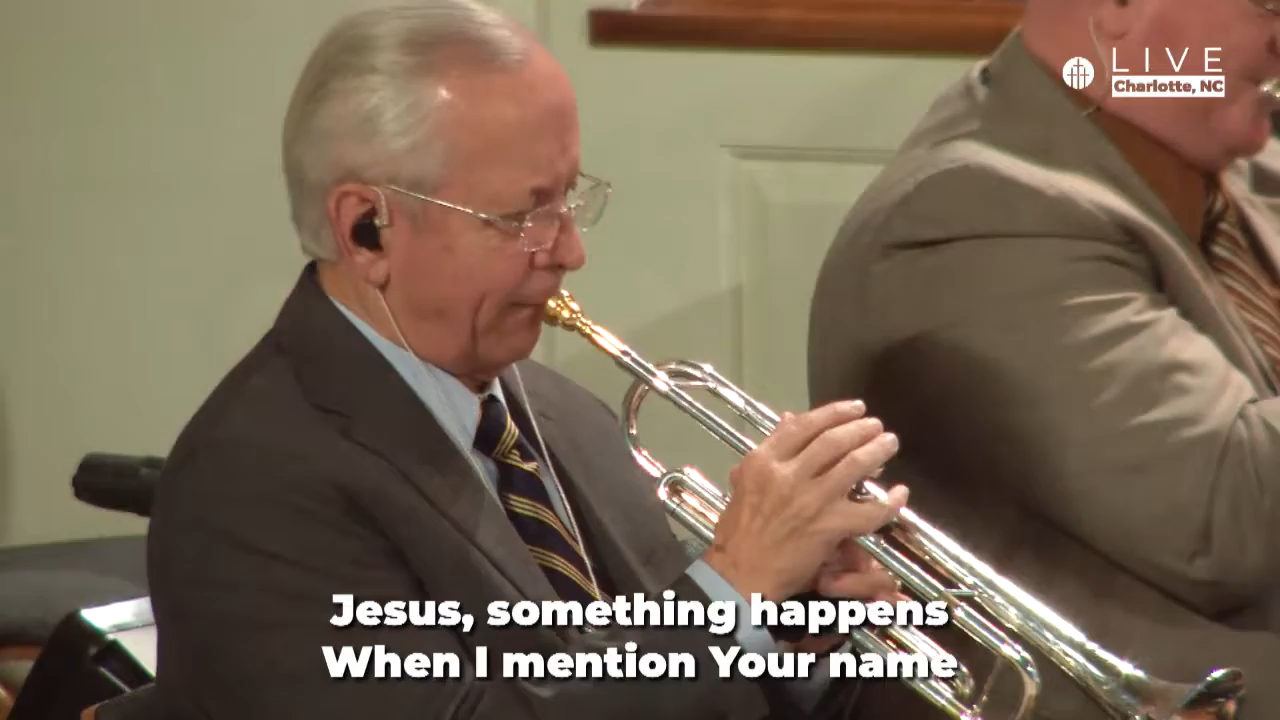 LIVE
Charlotte, NC
Jesus, something happens
When I mention Your name